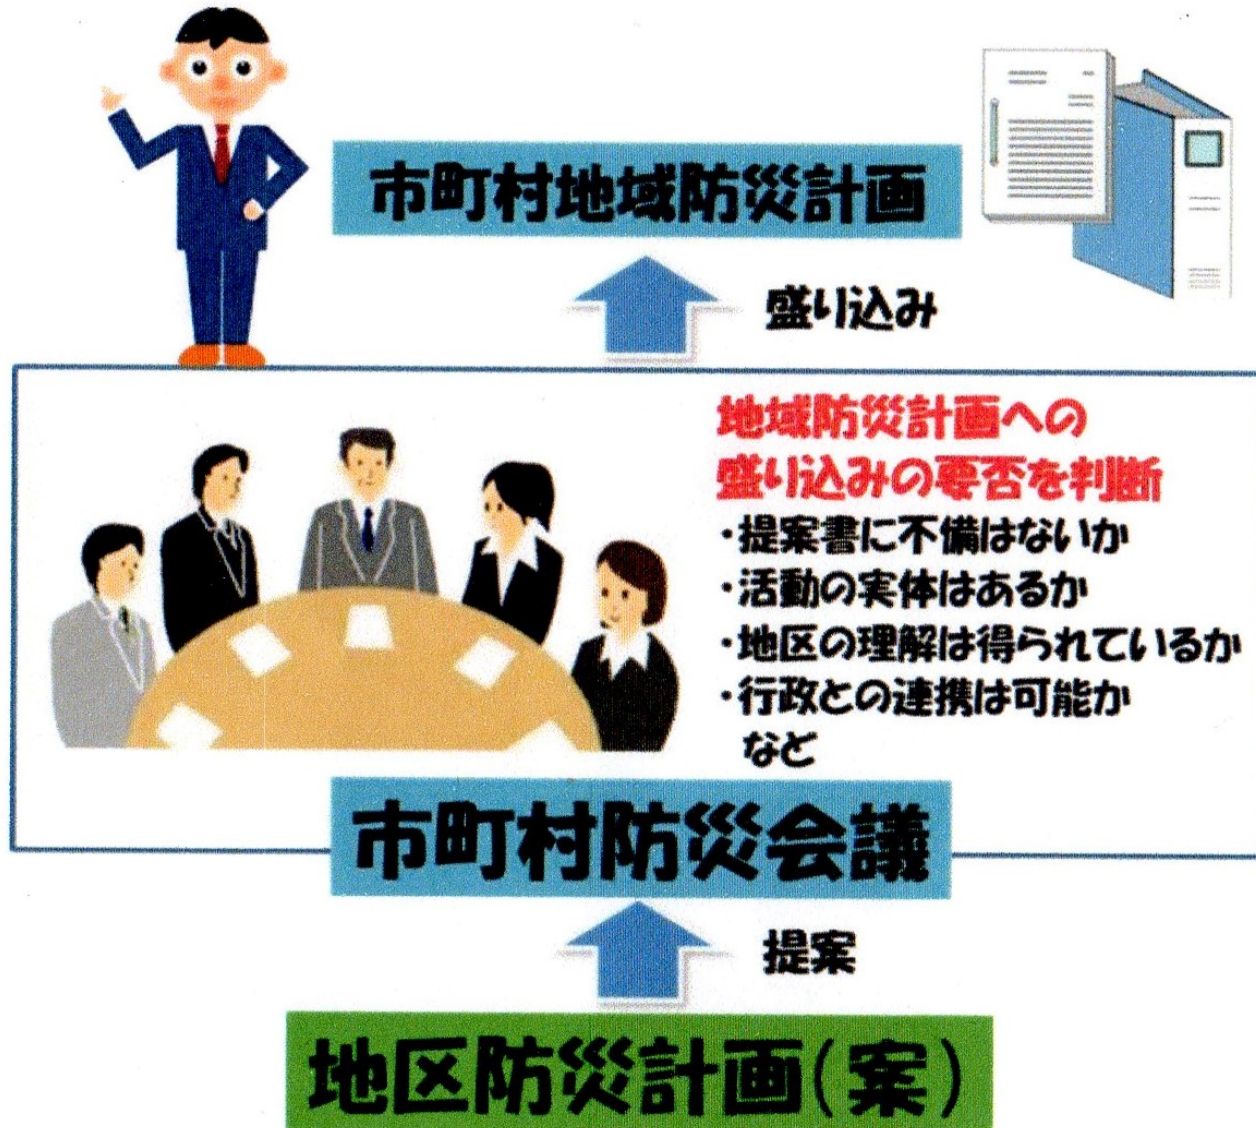 市町村地域防災計画
盛り込み
地域防災計画への
盛り込みの要否を判断
・提案書に不備はないか
・活動の実体はあるか
・地区の理解は得られているか
・行政との連携は可能か
など
市町村防災会議
提案
地区防災計画(案)